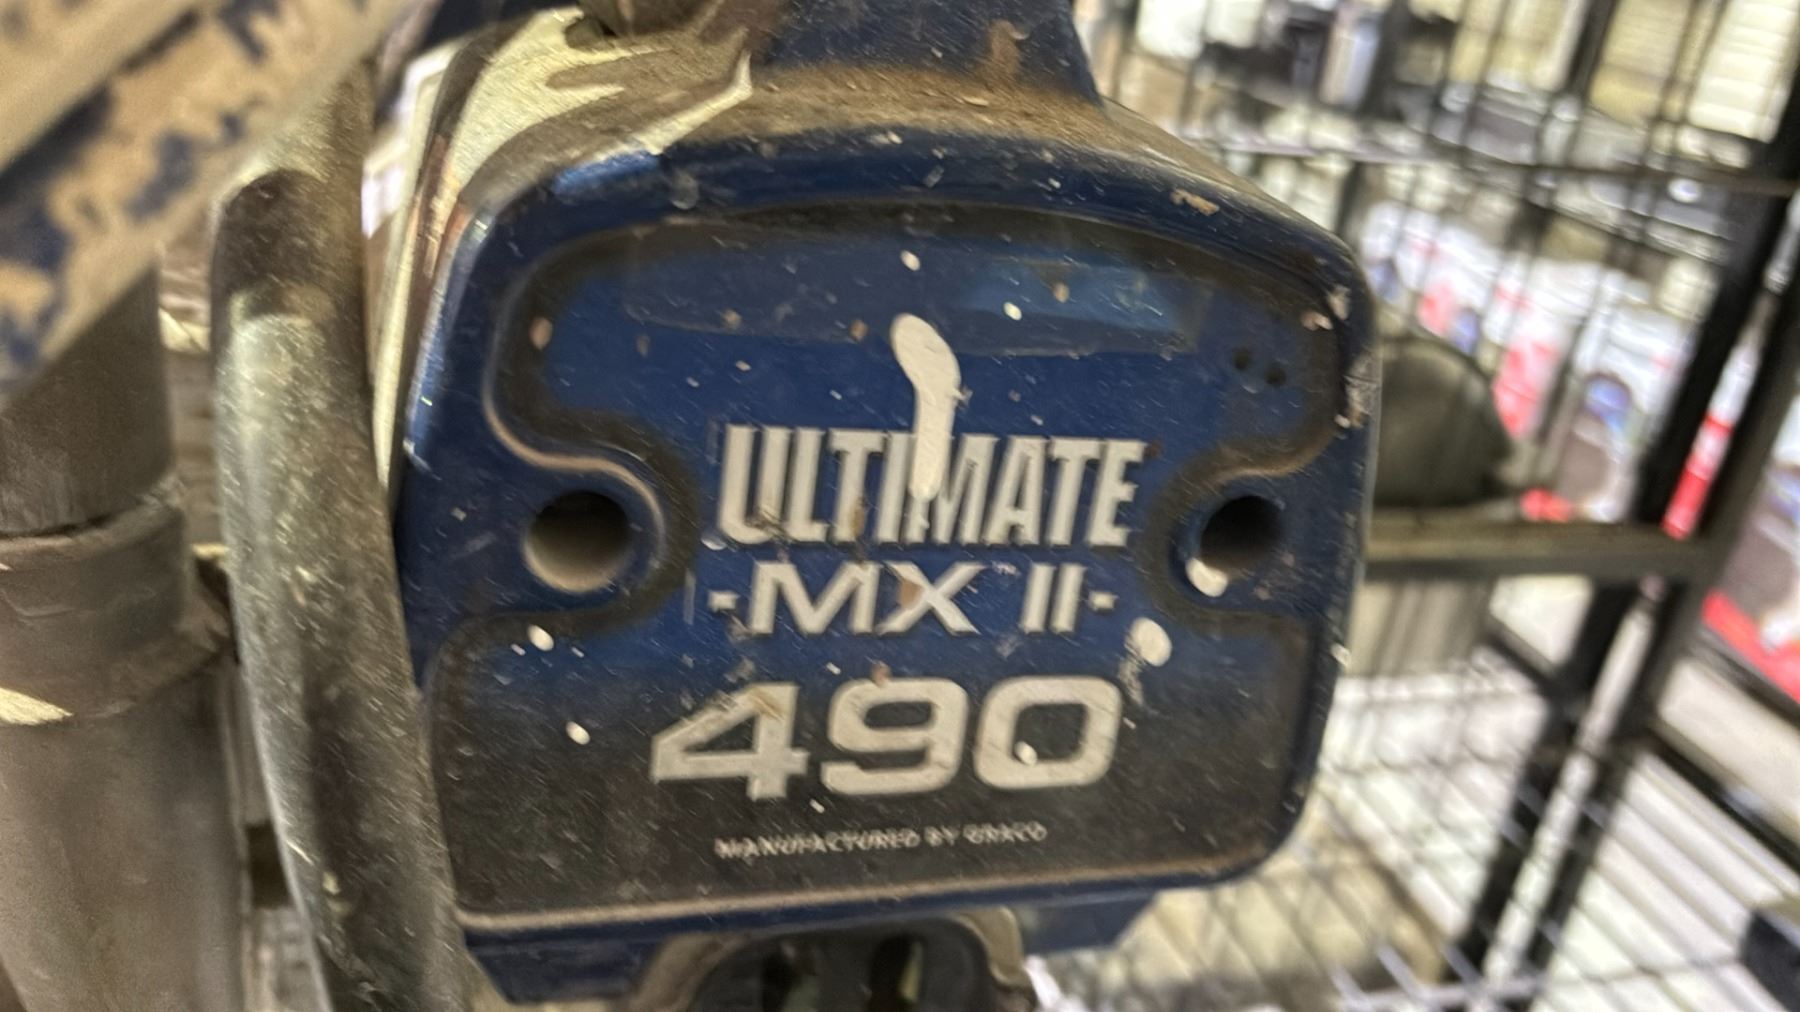 ULTIMATE
-MX II-
490
MANUFACTURED BY GRACO